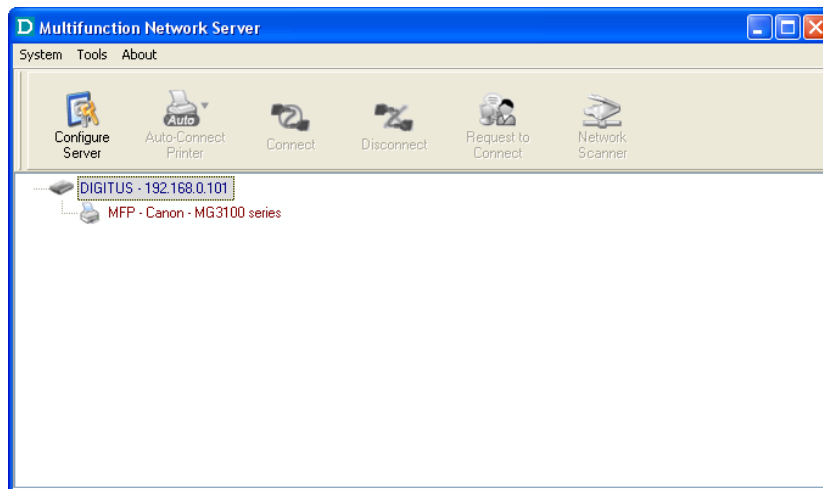 D Multifunction Network Server
System Tools About
Configure Server
Auto
Auto-Connect Printer
Connect
Disconnect
Request to Connect
Network Scanner
DIGITUS - 192.168.0.101
MFP - Canon - MG3100 series